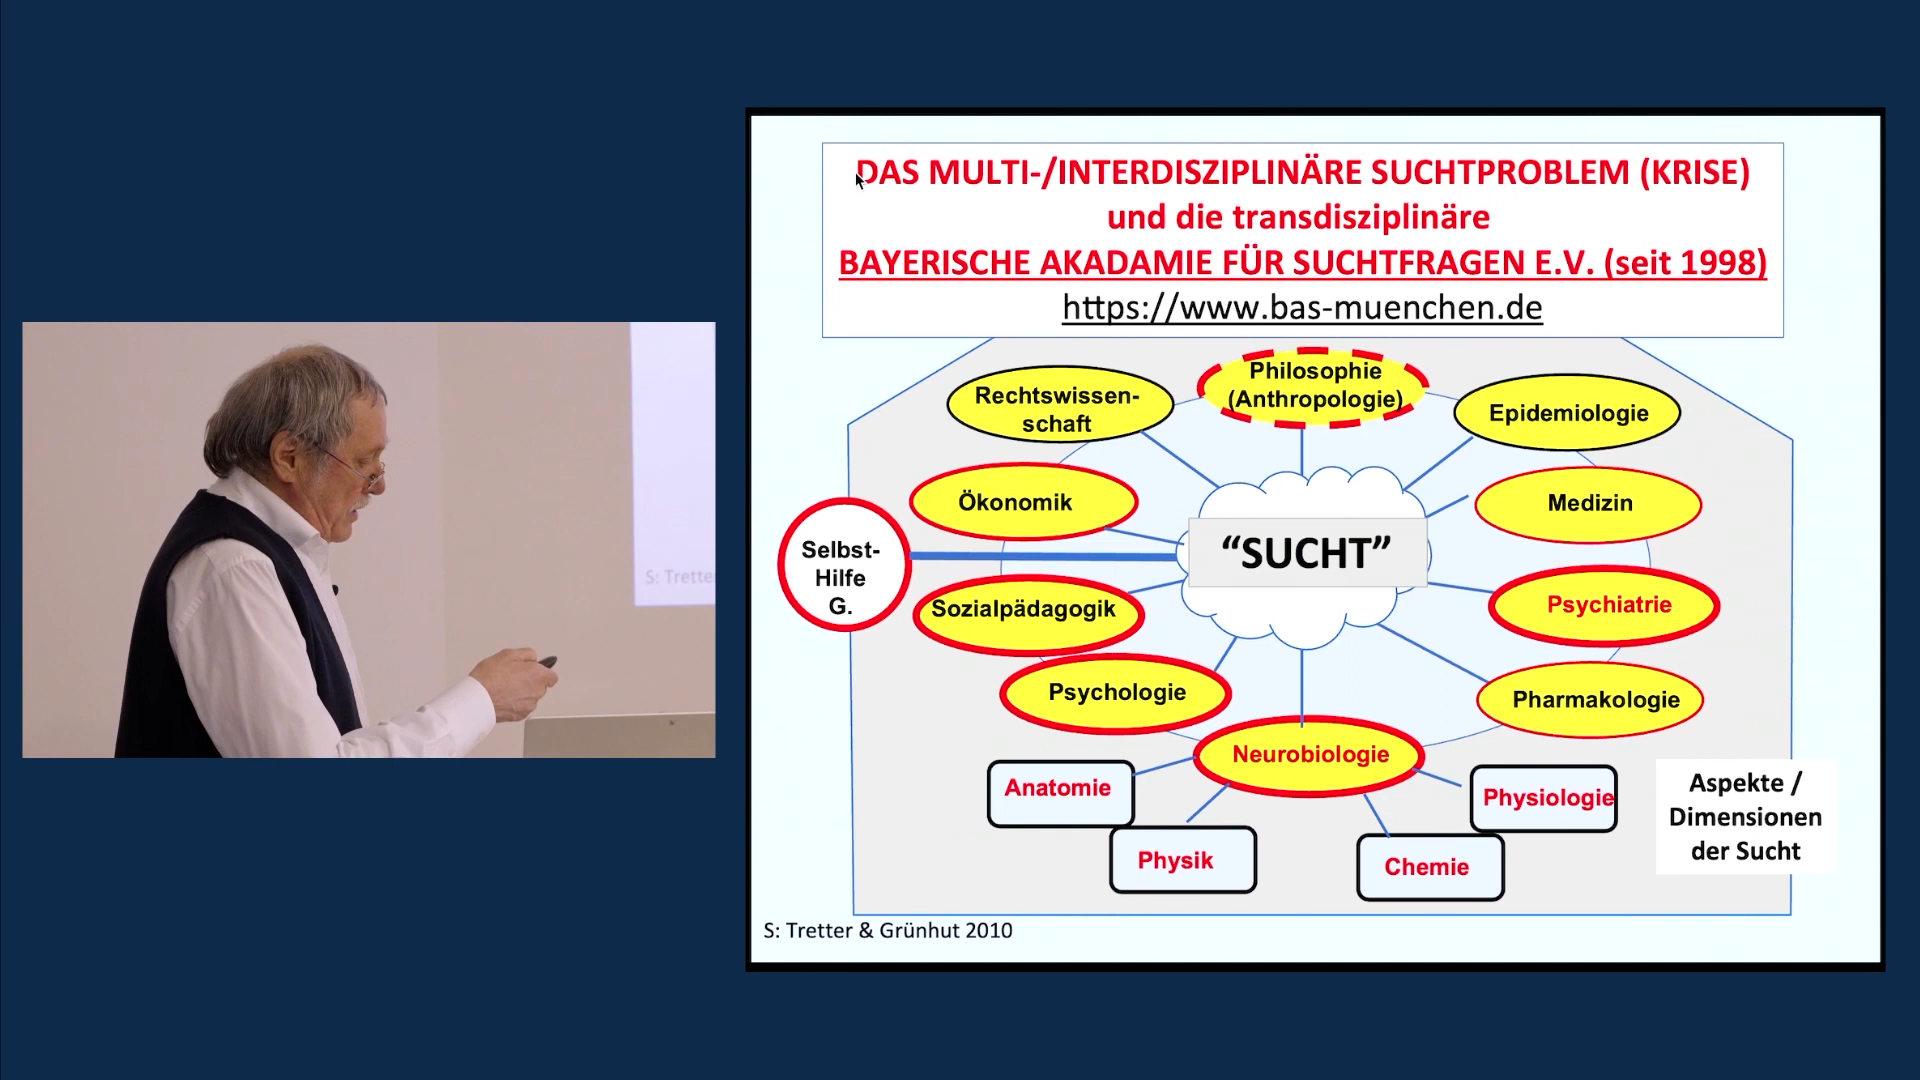 DAS MULTI-/INTERDISZIPLINÄRE SUCHTPROBLEM (KRISE)
und die transdisziplinäre
BAYERISCHE AKADAMIE FÜR SUCHTFRAGEN E.V. (seit 1998)
https://www.bas-muenchen.de
Philosophie
(Anthropologie)
Rechtswissen-
schaft
Epidemiologie
Ökonomik
Medizin
Selbst-
Hilfe
G.
“SUCHT”
Sozialpädagogik
Psychiatrie
Psychologie
Pharmakologie
Neurobiologie
Anatomie
Physiologie
Physik
Chemie
Aspekte /
Dimensionen
der Sucht
S: Tretter & Grünhut 2010
S: Trette